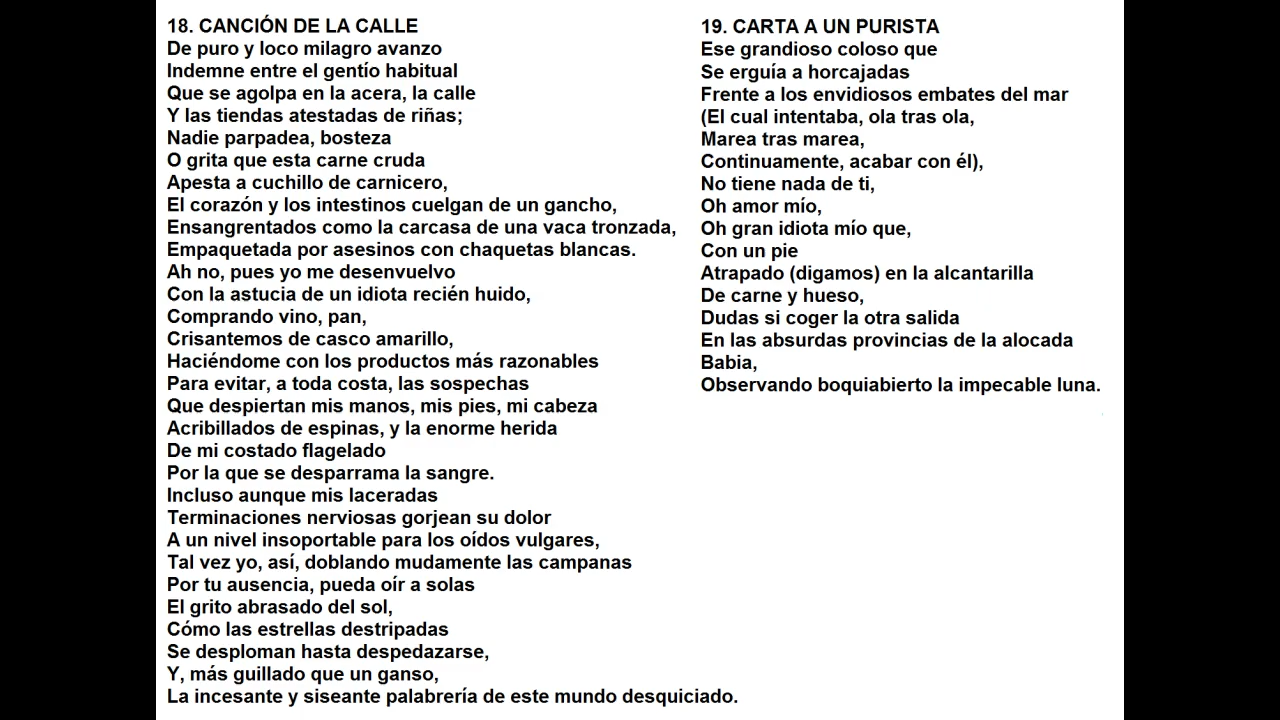 18. CANCIÓN DE LA CALLE
De puro y loco milagro avanzo
Indemne entre el gentío habitual
Que se agolpa en la acera, la calle
Y las tiendas atestadas de riñas;
Nadie parpadea, bosteza
O grita que esta carne cruda
Apesta a cuchillo de carnicero,
El corazón y los intestinos cuelgan de un gancho,
Ensangrentados como la carcasa de una vaca tronzada,
Empaquetada por asesinos con chaquetas blancas.
Ah no, pues yo me desenvuelvo
Con la astucia de un idiota recién huido,
Comprando vino, pan,
Crisantemos de casco amarillo,
Haciéndome con los productos más razonables
Para evitar, a toda costa, las sospechas
Que despiertan mis manos, mis pies, mi cabeza
Acribillados de espinas, y la enorme herida
De mi costado flagelado
Por la que se desparrama la sangre.
Incluso aunque mis laceradas
Terminaciones nerviosas gorjean su dolor
A un nivel insoportable para los oídos vulgares,
Tal vez yo, así, doblando mudamente las campanas
Por tu ausencia, pueda oír a solas
El grito abrasado del sol,
Cómo las estrellas destripadas
Se desploman hasta despedazarse,
Y, más guillado que un ganso,
La incesante y siseante palabrería de este mundo desquiciado.
19. CARTA A UN PURISTA
Ese grandioso coloso que
Se erguía a horcajadas
Frente a los envidiosos embates del mar
(El cual intentaba, ola tras ola,
Marea tras marea,
Continuamente, acabar con él),
No tiene nada de ti,
Oh amor mío,
Oh gran idiota mío que,
Con un pie
Atrapado (digamos) en la alcantarilla
De carne y hueso,
Dudas si coger la otra salida
En las absurdas provincias de la alocada
Babia,
Observando boquiabierto la impecable luna.